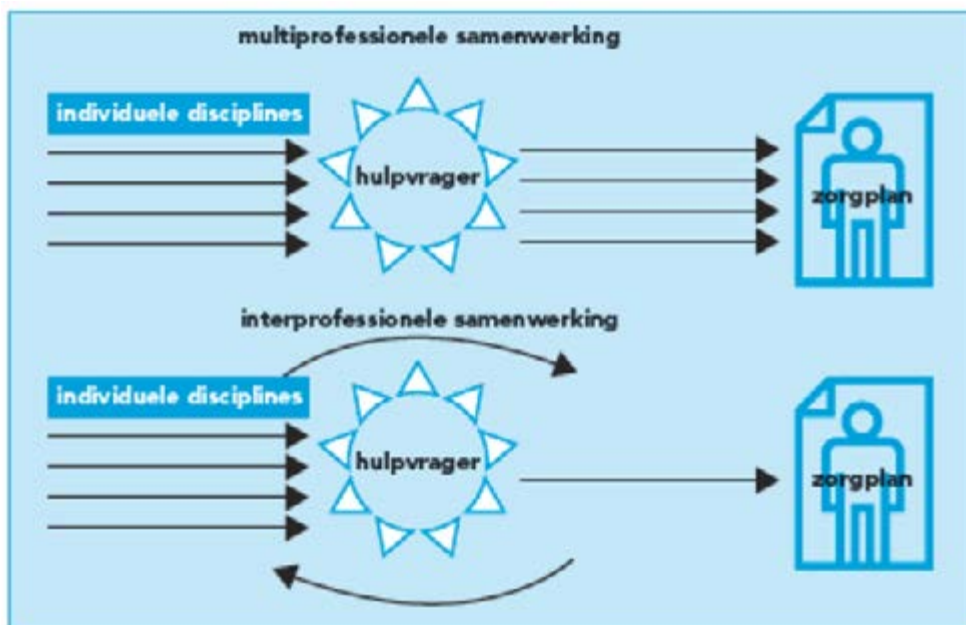 multiprofessionele samenwerking
individuele disciplines
hulpvrager
zorgplan
interprofessionele samenwerking
individuele disciplines
hulpvrager
zorgplan